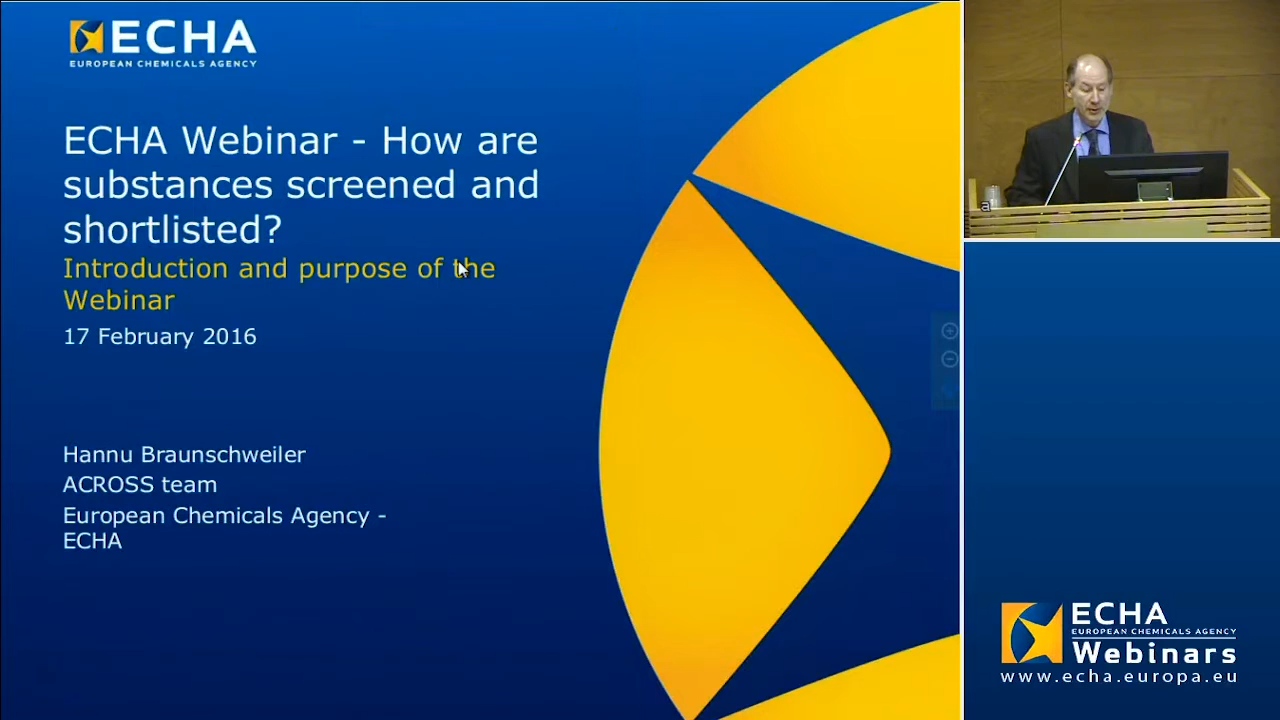 ECHA
EUROPEAN CHEMICALS AGENCY
ECHA Webinar - How are
substances screened and
shortlisted?
Introduction and purpose of the
Webinar
17 February 2016
Hannu Braunschweiler
ACROSS team
European Chemicals Agency -
ECHA
a
ECHA
EUROPEAN CHEMICALS AGENCY
Webinars
www.echa.europa.eu